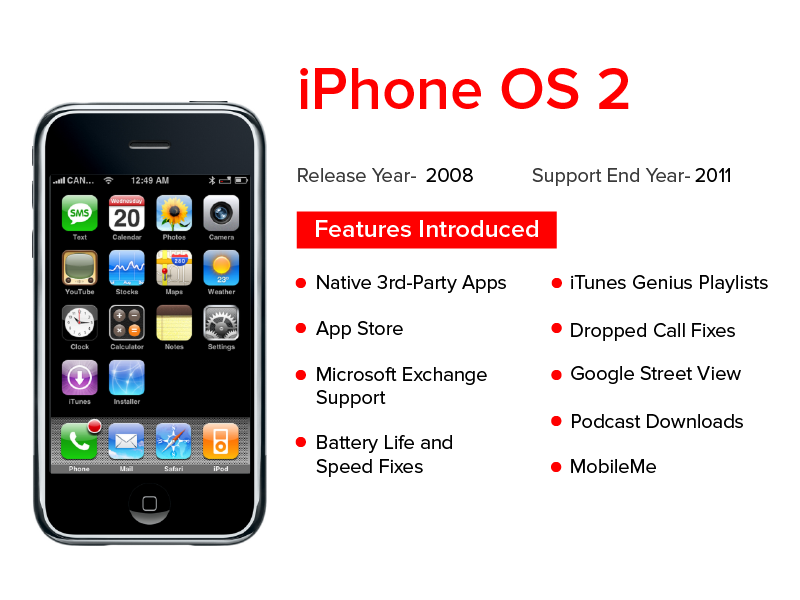 iPhone OS 2
Release Year- 2008
Support End Year- 2011
Features Introduced
Native 3rd-Party Apps
App Store
Microsoft Exchange
Support
Battery Life and
Speed Fixes
iTunes Genius Playlists
Dropped Call Fixes
Google Street View
Podcast Downloads
MobileMe
CAN... 12:49 AM
SMS
Wednesday
20
280
23°
Text Calendar Photos Camera
YouTube Stocks Maps Weather
Clock Calculator Notes Settings
iTunes Installer
Phone Mail Safari iPod